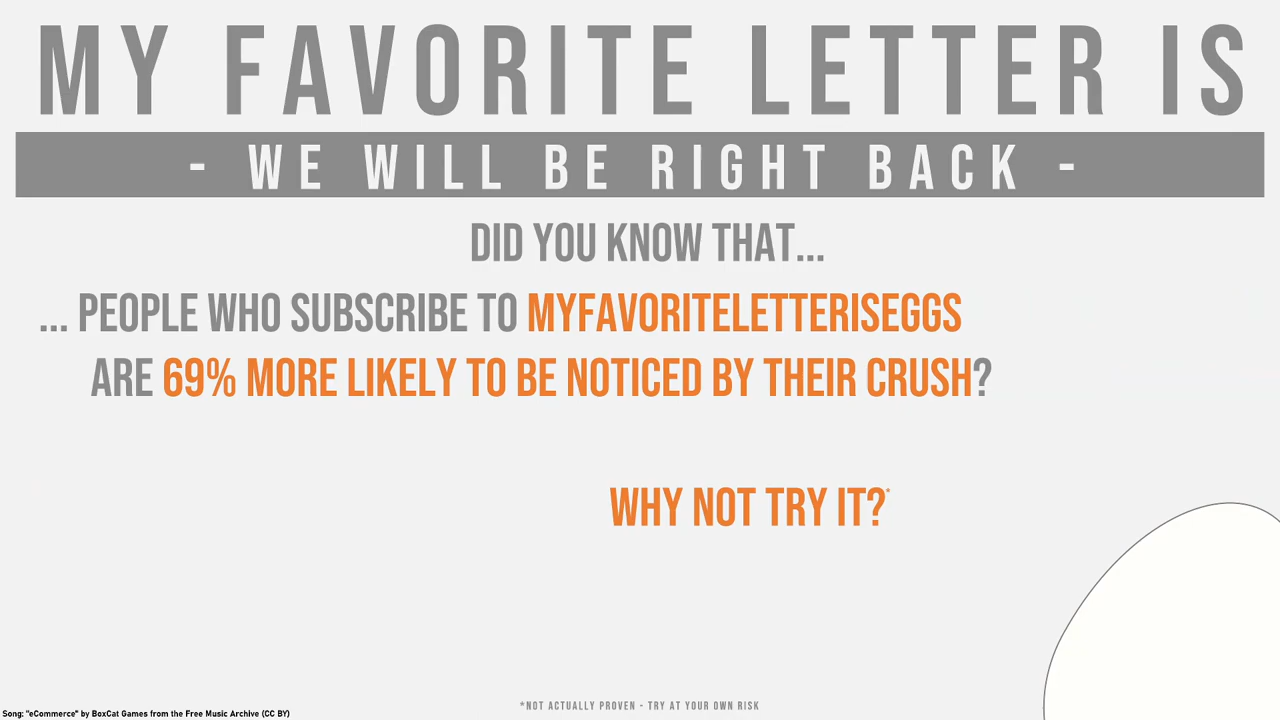 MY FAVORITE LETTER IS
- WE WILL BE RIGHT BACK -
DID YOU KNOW THAT...
... PEOPLE WHO SUBSCRIBE TO MYFAVORITELETTERISEGGS
ARE 69% MORE LIKELY TO BE NOTICED BY THEIR CRUSH?
WHY NOT TRY IT?*
*NOT ACTUALLY PROVEN - TRY AT YOUR OWN RISK
Song: "eCommerce" by BoxCat Games from the Free Music Archive (CC BY)